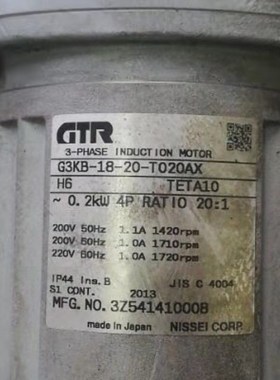 GTR
3-PHASE INDUCTION MOTOR
G3KB-18-20-T020AX
H6 TETA10
~ 0.2kW 4P RATIO 20:1
200V 50Hz 1.1A 1420rpm
200V 60Hz 1.0A 1710rpm
220V 60Hz 1.0A 1720rpm
IP44 Ins.B JIS C 4004
S1 CONT. 2013
MFG.NO.3Z54141000B
made in Japan NISSEI CORP.